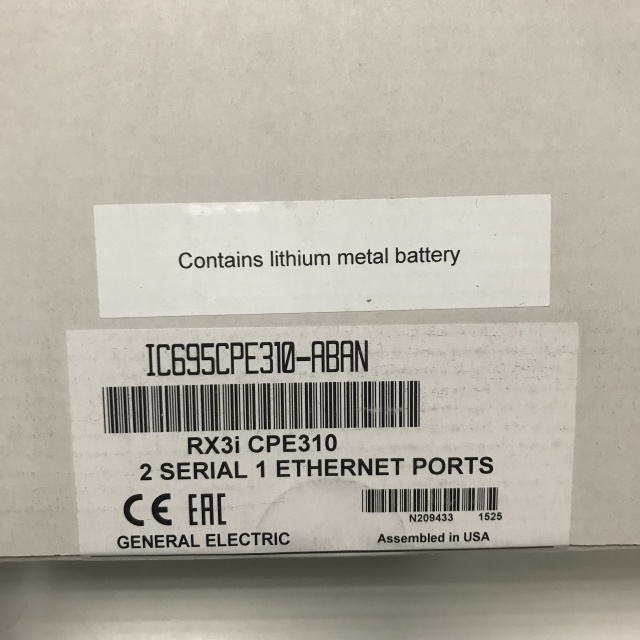 Contains lithium metal battery
IC695CPE310-ABAN
RX3i CPE310
2 SERIAL 1 ETHERNET PORTS
CE EAC
N209433 1525
GENERAL ELECTRIC Assembled in USA